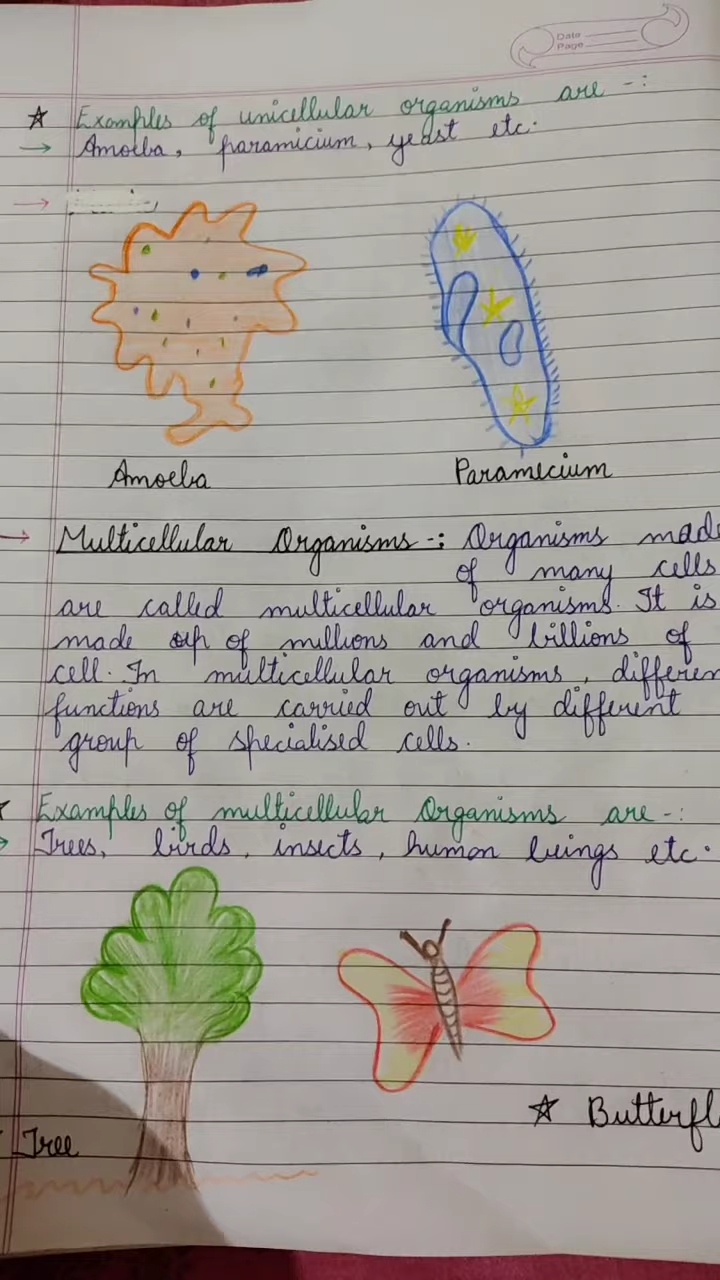 Date
Page
☆ Examples of unicellular organisms are -:
→ Amoeba, paramicium, yeast etc.
→
Amoeba
Paramecium
→ Multicellular Organisms -: Organisms made
of many cells
are called multicellular organisms. It is
made up of millions and billions of
cell. In multicellular organisms, differen
functions are carried out by different
group of specialised cells.
☆ Examples of multicellular Organisms are -:
→ Trees, birds, insects, human beings etc.
☆ Butterfl
Tree